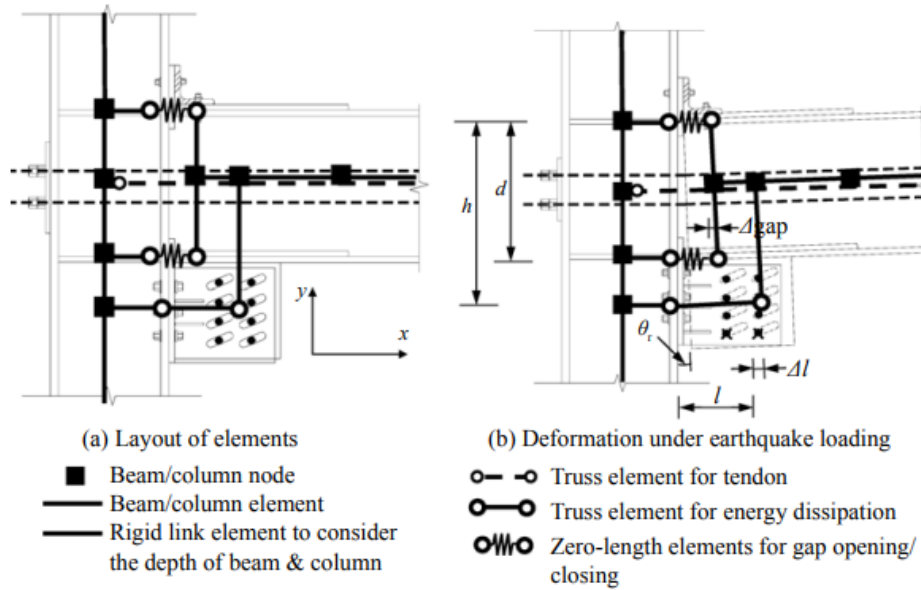 h
d
Δgap
y
x
θr
Δl
l
(a) Layout of elements
(b) Deformation under earthquake loading
Beam/column node
Beam/column element
Rigid link element to consider
the depth of beam & column
Truss element for tendon
Truss element for energy dissipation
Zero-length elements for gap opening/
closing